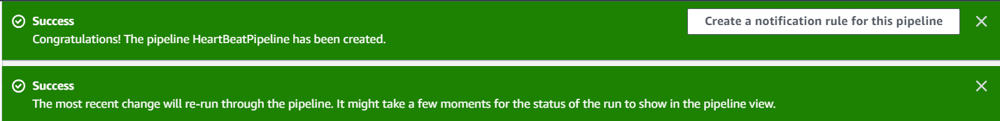 Success
Create a notification rule for this pipeline
Congratulations! The pipeline HeartBeatPipeline has been created.
Success
The most recent change will re-run through the pipeline. It might take a few moments for the status of the run to show in the pipeline view.